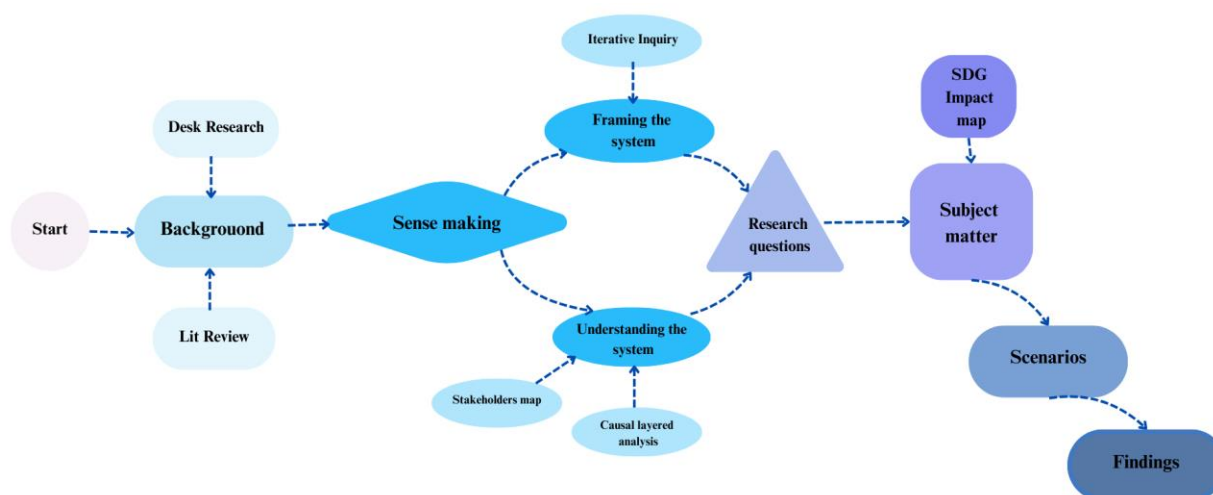 Start
Desk Research
Backgrouond
Lit Review
Sense making
Iterative Inquiry
Framing the
system
Understanding the
system
Stakeholders map
Causal layered
analysis
Research
questions
SDG
Impact
map
Subject
matter
Scenarios
Findings